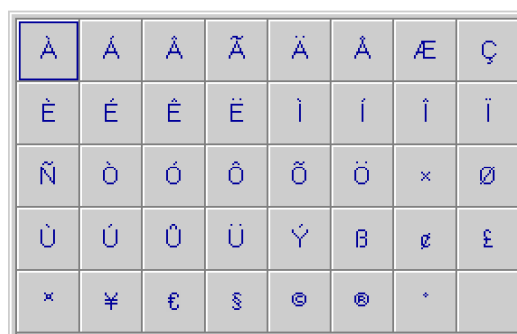 À Á Â Ã Ä Å Æ Ç
È É Ê Ë Ì Í Î Ï
Ñ Ò Ó Ô Õ Ö × Ø
Ù Ú Û Ü Ý ß ¢ £
¤ ¥ € § © ® °